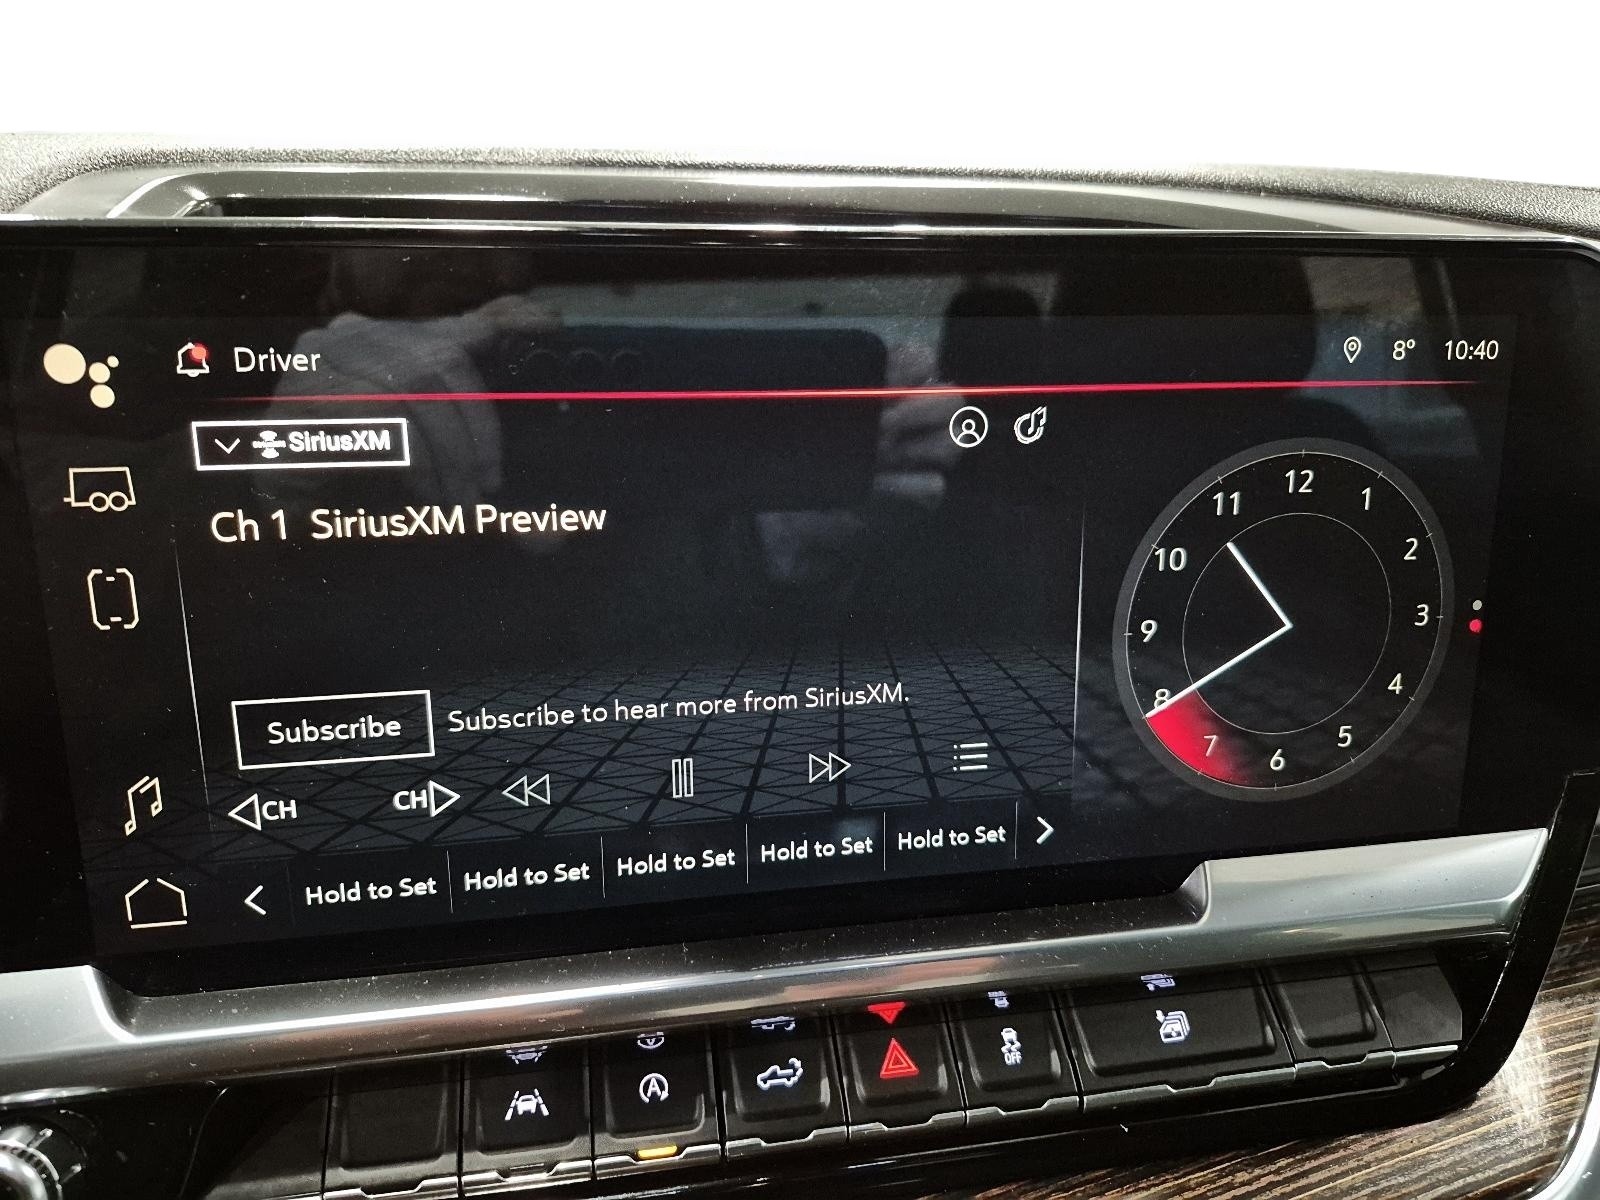 Driver
8° 10:40
SiriusXM
Ch 1 SiriusXM Preview
12
11 1
10 2
9 3
8 4
7 6 5
Subscribe Subscribe to hear more from SiriusXM.
CH CH
Hold to Set Hold to Set Hold to Set Hold to Set Hold to Set
A
OFF